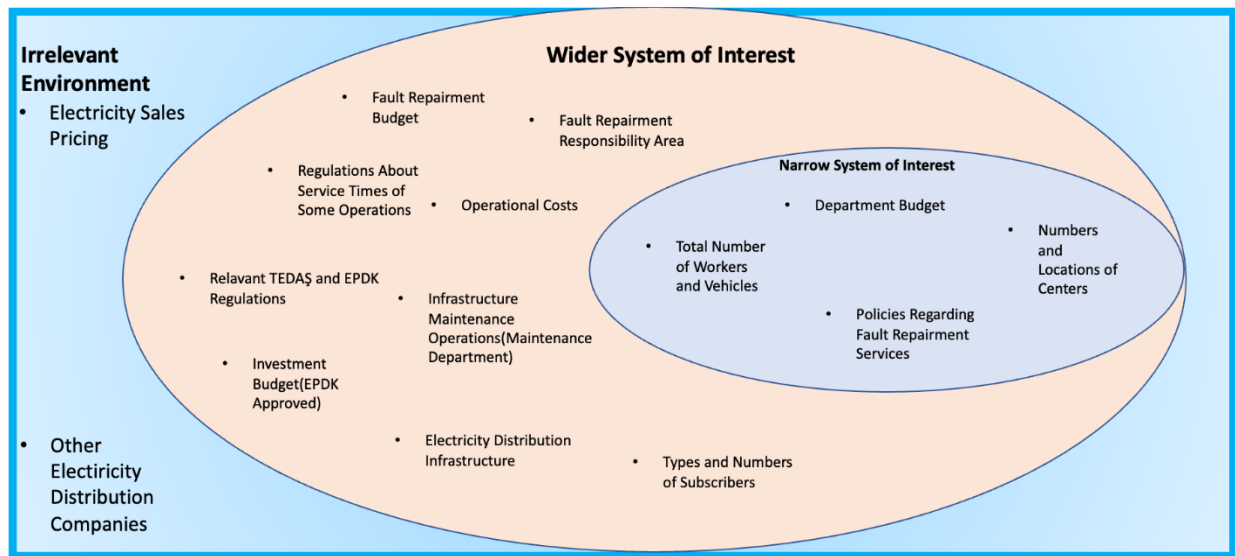 Irrelevant
Environment
• Electricity Sales
Pricing
• Other
Electiricity
Distribution
Companies
Wider System of Interest
• Fault Repairment
Budget
• Fault Repairment
Responsibility Area
• Regulations About
Service Times of
Some Operations
• Operational Costs
• Relavant TEDAŞ and EPDK
Regulations
• Infrastructure
Maintenance
Operations(Maintenance
Department)
• Investment
Budget(EPDK
Approved)
• Electricity Distribution
Infrastructure
• Types and Numbers
of Subscribers
Narrow System of Interest
• Department Budget
• Total Number
of Workers
and Vehicles
• Numbers
and
Locations of
Centers
• Policies Regarding
Fault Repairment
Services